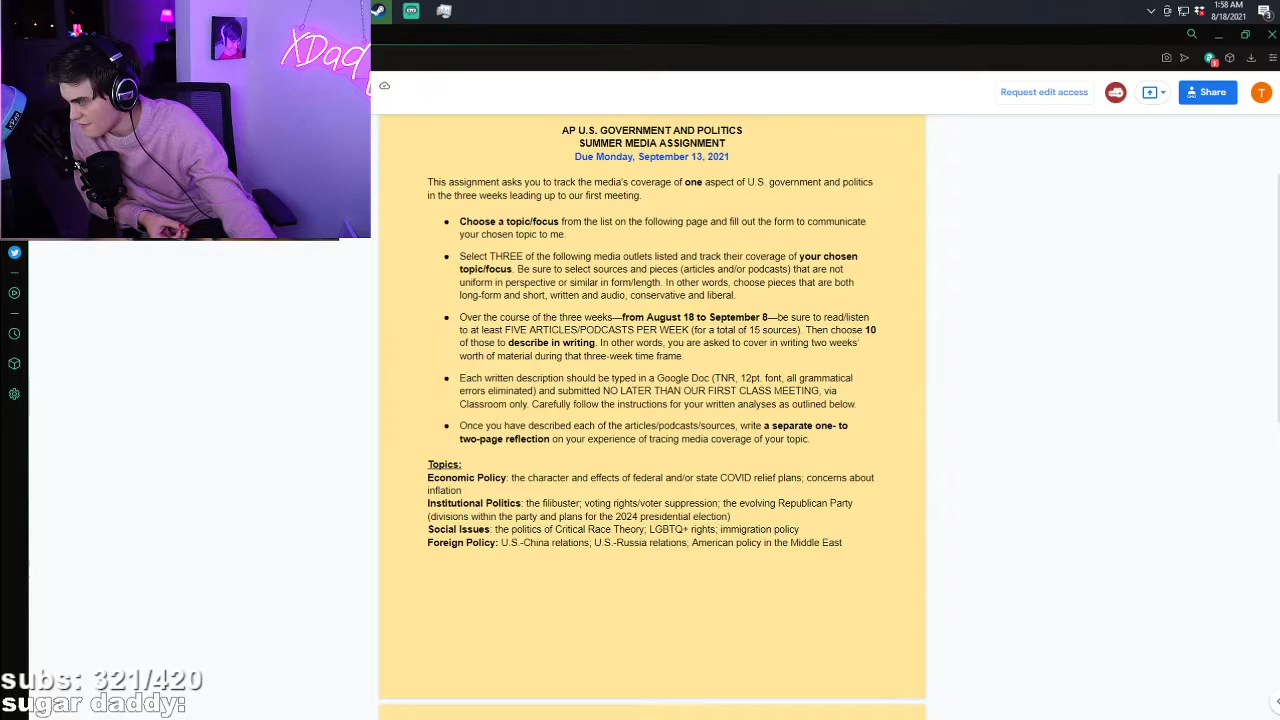 1:58 AM
8/18/2021
3
XDad
Request edit access
Share
T
AP U.S. GOVERNMENT AND POLITICS
SUMMER MEDIA ASSIGNMENT
Due Monday, September 13, 2021
This assignment asks you to track the media's coverage of one aspect of U.S. government and politics
in the three weeks leading up to our first meeting.
● Choose a topic/focus from the list on the following page and fill out the form to communicate
your chosen topic to me.
● Select THREE of the following media outlets listed and track their coverage of your chosen
topic/focus. Be sure to select sources and pieces (articles and/or podcasts) that are not
uniform in perspective or similar in form/length. In other words, choose pieces that are both
long-form and short, written and audio, conservative and liberal.
● Over the course of the three weeks—from August 18 to September 8—be sure to read/listen
to at least FIVE ARTICLES/PODCASTS PER WEEK (for a total of 15 sources). Then choose 10
of those to describe in writing. In other words, you are asked to cover in writing two weeks'
worth of material during that three-week time frame.
● Each written description should be typed in a Google Doc (TNR, 12pt. font, all grammatical
errors eliminated) and submitted NO LATER THAN OUR FIRST CLASS MEETING, via
Classroom only. Carefully follow the instructions for your written analyses as outlined below.
● Once you have described each of the articles/podcasts/sources, write a separate one- to
two-page reflection on your experience of tracing media coverage of your topic.
Topics:
Economic Policy: the character and effects of federal and/or state COVID relief plans; concerns about
inflation
Institutional Politics: the filibuster; voting rights/voter suppression; the evolving Republican Party
(divisions within the party and plans for the 2024 presidential election)
Social Issues: the politics of Critical Race Theory; LGBTQ+ rights; immigration policy
Foreign Policy: U.S.-China relations; U.S.-Russia relations; American policy in the Middle East
subs: 321/420
sugar daddy: